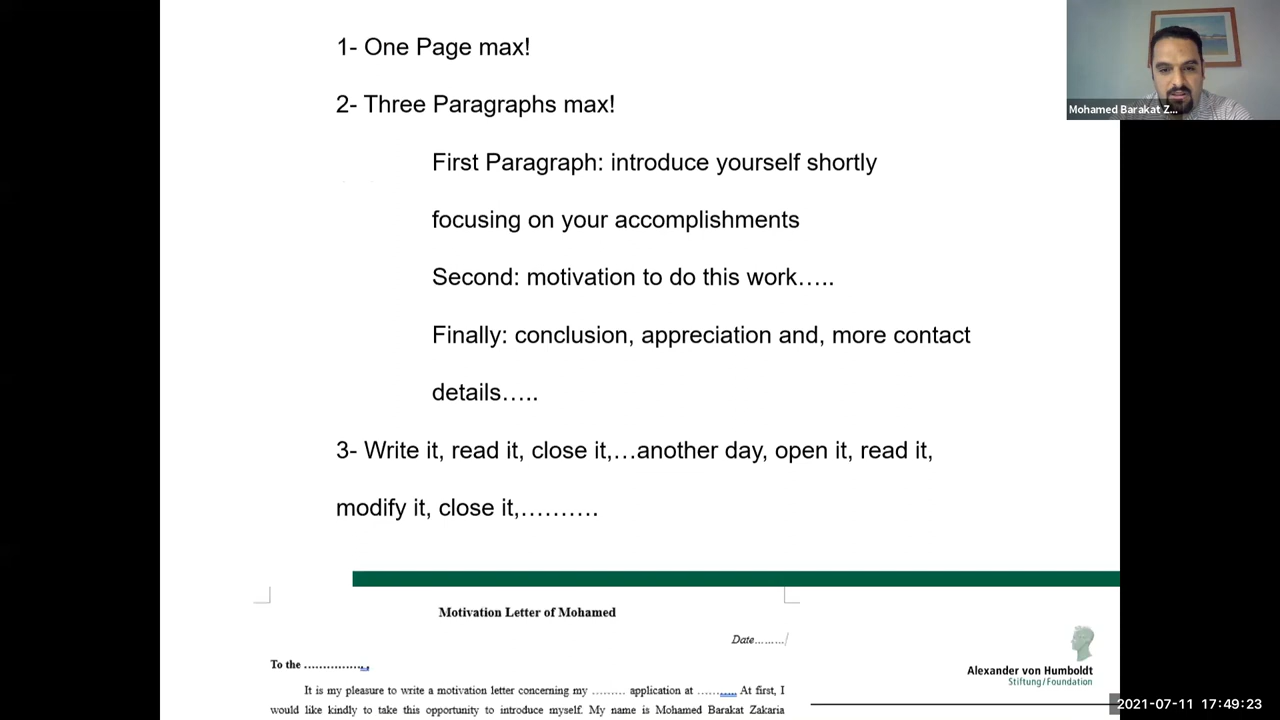 1- One Page max!
Mohamed Barakat Z...
2- Three Paragraphs max!
First Paragraph: introduce yourself shortly
focusing on your accomplishments
Second: motivation to do this work…..
Finally: conclusion, appreciation and, more contact
details…..
3- Write it, read it, close it,…another day, open it, read it,
modify it, close it,……….
Motivation Letter of Mohamed
Date………/
To the ……………. .
It is my pleasure to write a motivation letter concerning my ……… application at ……..... At first, I
would like kindly to take this opportunity to introduce myself. My name is Mohamed Barakat Zakaria
Alexander von Humboldt
Stiftung/Foundation
2021-07-11 17:49:23